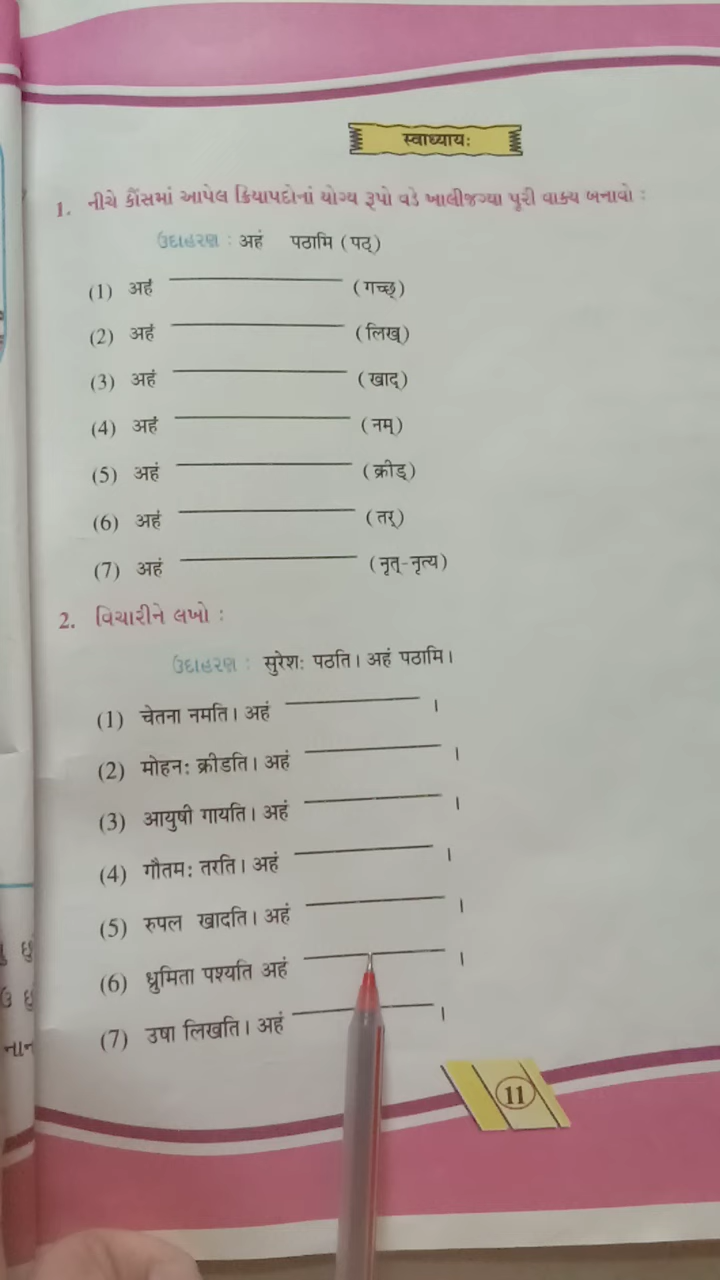 स्वाध्यायः
1. નીચે કૌંસમાં આપેલ ક્રિયાપદોનાં યોગ્ય રૂપો વડે ખાલીજગ્યા પુરી વાક્ય બનાવો :
ઉદાહરણ : अहं पठामि (पठ्)
(1) अहं (गच्छ्)
(2) अहं (लिख्)
(3) अहं (खाद्)
(4) अहं (नम्)
(5) अहं (क्रीड्)
(6) अहं (तर्)
(7) अहं (नृत्-नृत्य)
2. વિચારીને લખો :
ઉદાહરણ : सुरेशः पठति। अहं पठामि।
(1) चेतना नमति। अहं ।
(2) मोहनः क्रीडति। अहं ।
(3) आयुषी गायति। अहं ।
(4) गौतमः तरति। अहं ।
(5) रुपल खादति। अहं ।
(6) ध्रुमिता पश्यति अहं ।
(7) उषा लिखति। अहं ।
11